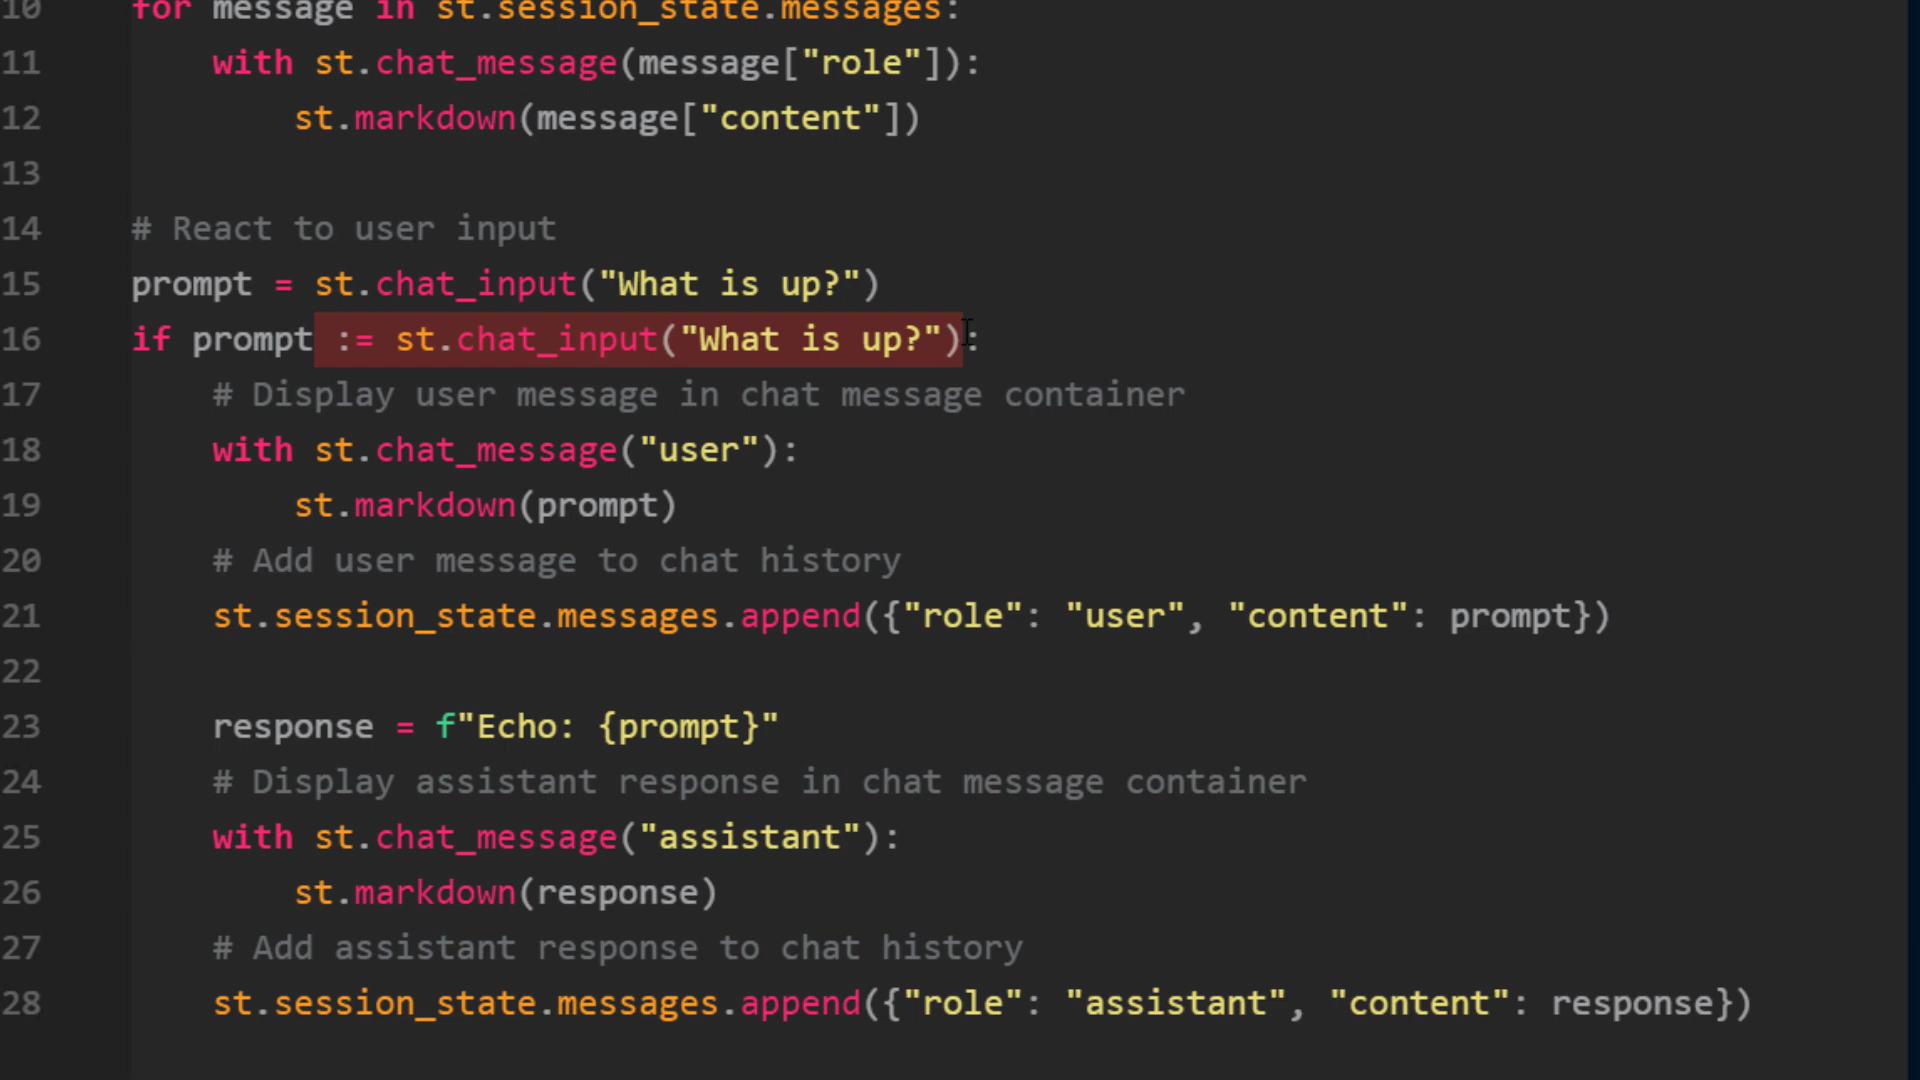 10 for message in st.session_state.messages:
11 with st.chat_message(message["role"]):
12 st.markdown(message["content"])
13
14 # React to user input
15 prompt = st.chat_input("What is up?")
16 if prompt := st.chat_input("What is up?"):
17 # Display user message in chat message container
18 with st.chat_message("user"):
19 st.markdown(prompt)
20 # Add user message to chat history
21 st.session_state.messages.append({"role": "user", "content": prompt})
22
23 response = f"Echo: {prompt}"
24 # Display assistant response in chat message container
25 with st.chat_message("assistant"):
26 st.markdown(response)
27 # Add assistant response to chat history
28 st.session_state.messages.append({"role": "assistant", "content": response})